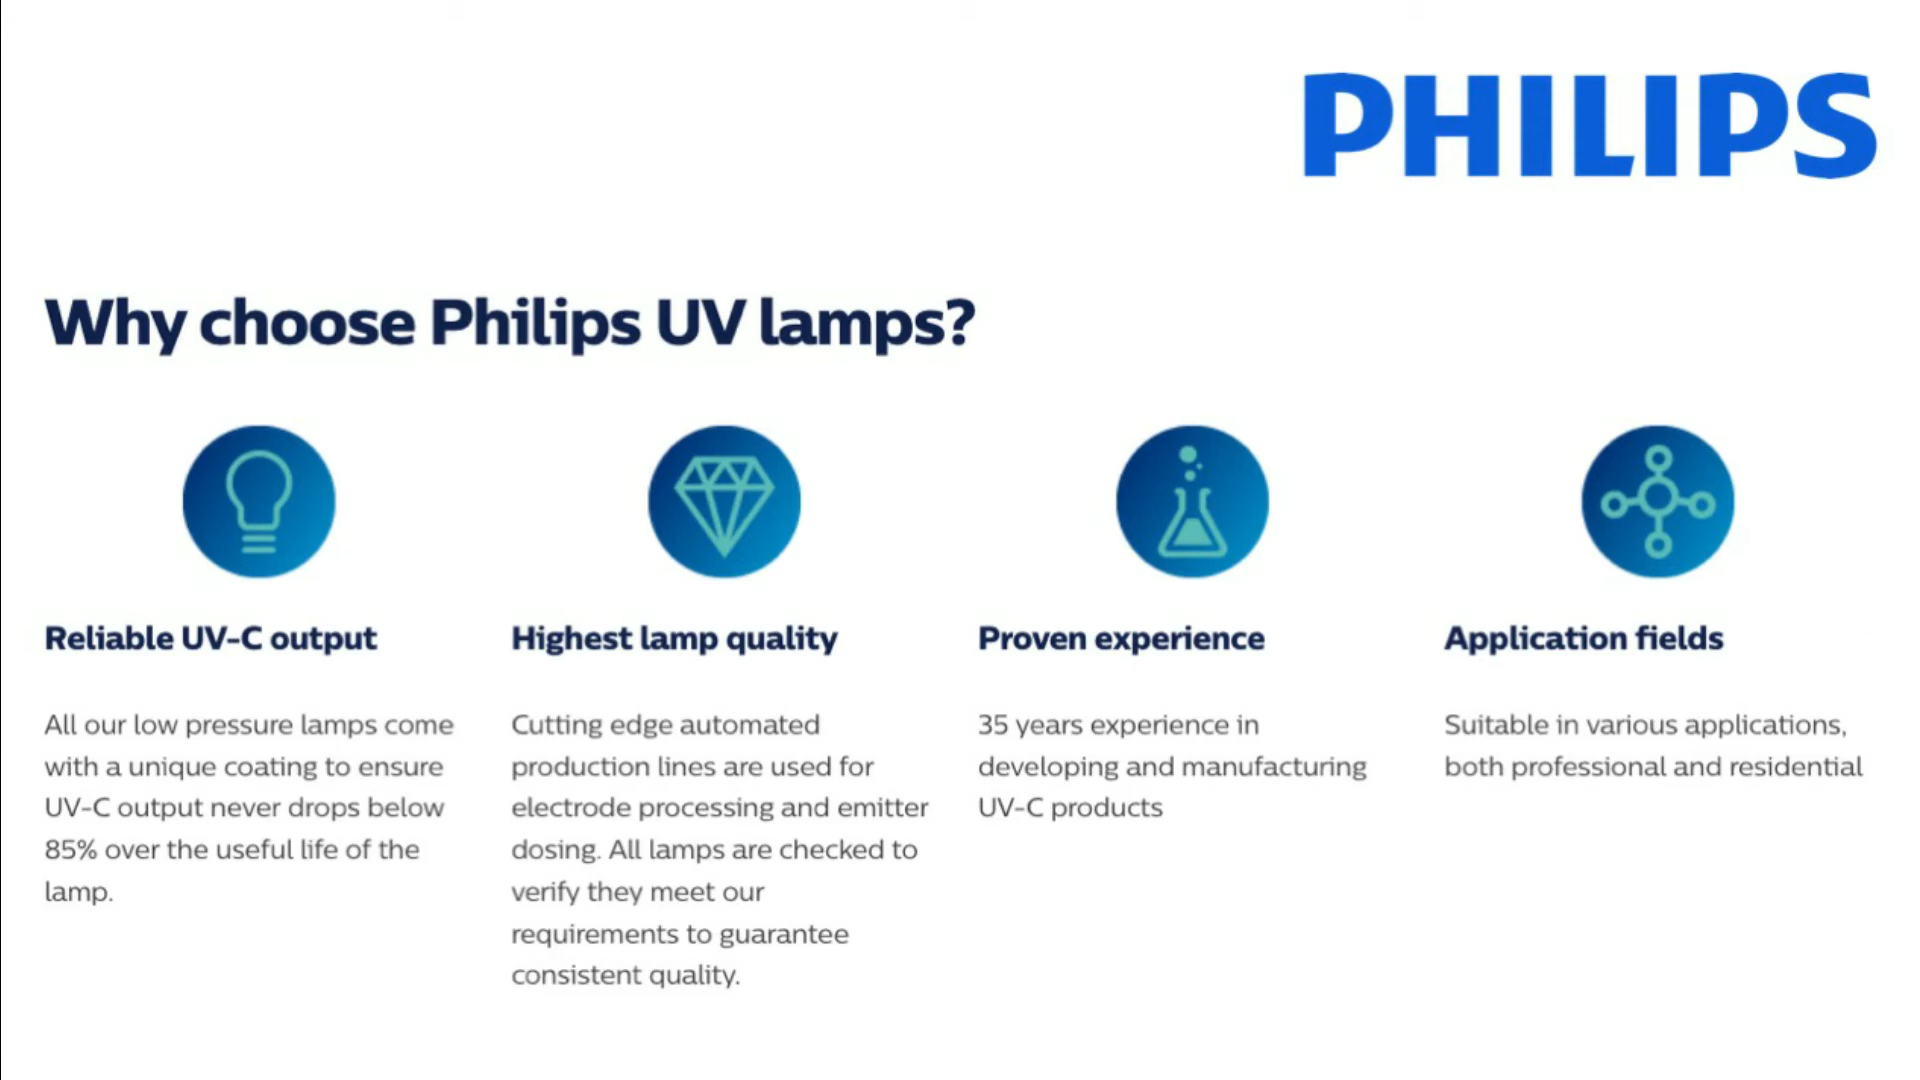 PHILIPS
Why choose Philips UV lamps?
Reliable UV-C output
All our low pressure lamps come
with a unique coating to ensure
UV-C output never drops below
85% over the useful life of the
lamp.
Highest lamp quality
Cutting edge automated
production lines are used for
electrode processing and emitter
dosing. All lamps are checked to
verify they meet our
requirements to guarantee
consistent quality.
Proven experience
35 years experience in
developing and manufacturing
UV-C products
Application fields
Suitable in various applications,
both professional and residential